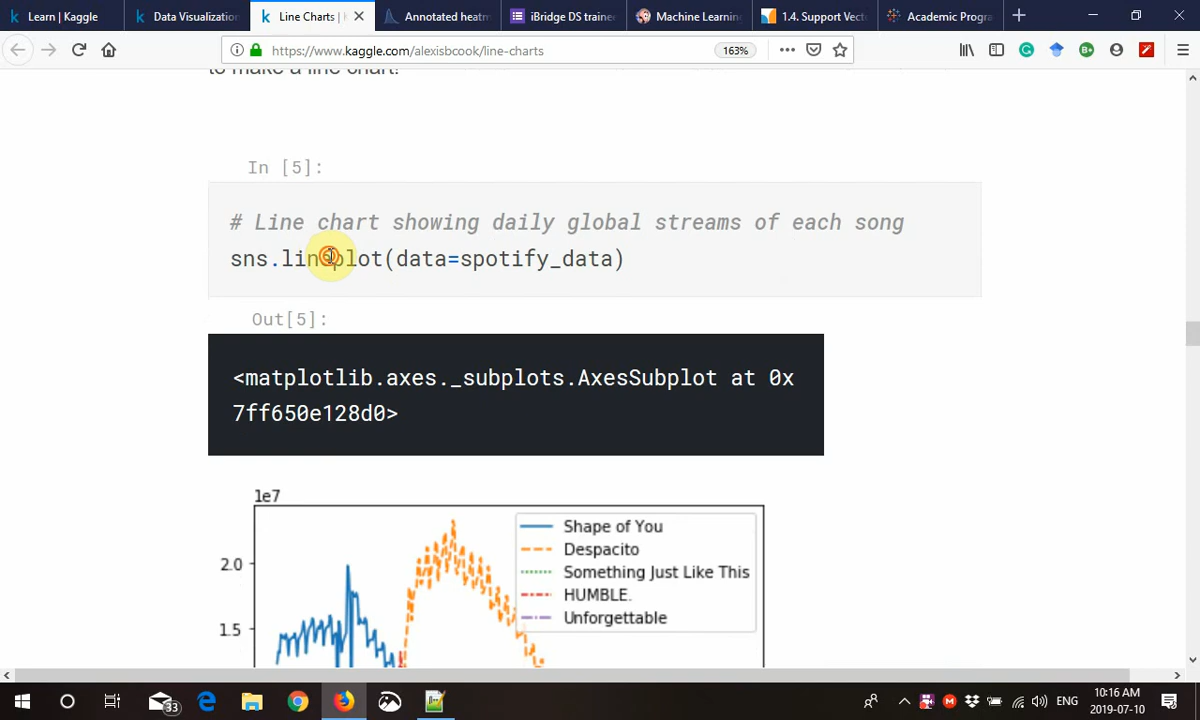 Learn | Kaggle
Data Visualization
Line Charts |
Annotated heatm
iBridge DS traine
Machine Learning
1.4. Support Vect
Academic Progra
https://www.kaggle.com/alexisbcook/line-charts
163%
to make a line chart!
In [5]:
# Line chart showing daily global streams of each song
sns.lineplot(data=spotify_data)
Out[5]:
<matplotlib.axes._subplots.AxesSubplot at 0x
7ff650e128d0>
1e7
Shape of You
Despacito
Something Just Like This
HUMBLE.
Unforgettable
2.0
1.5
33
ENG
10:16 AM
2019-07-10